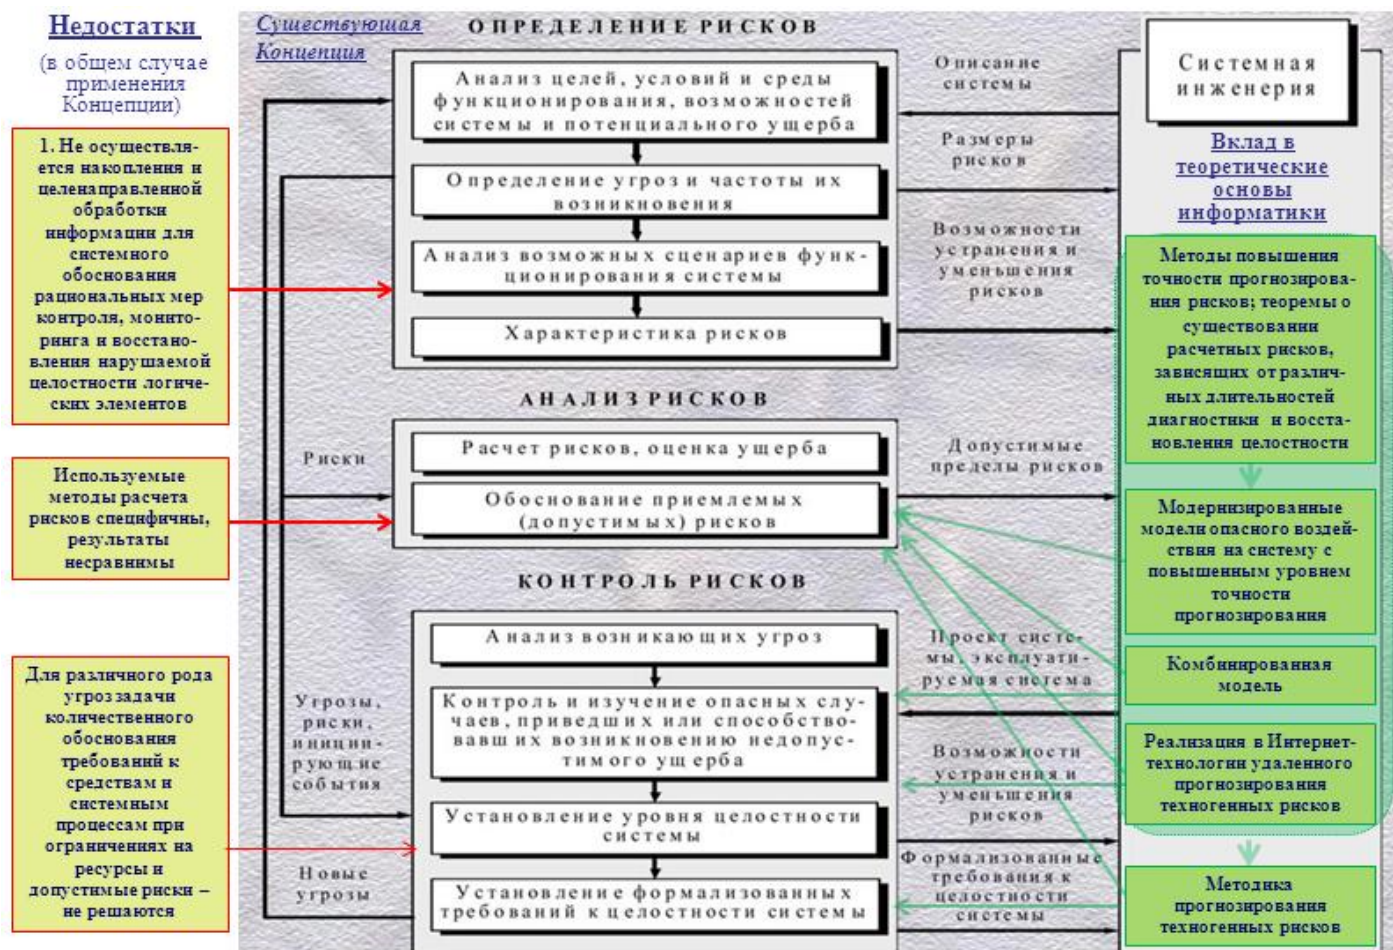 Недостатки
(в общем случае
применения
Концепции)
1. Не осуществля-
ется накопления и
целенаправленной
обработки
информации для
системного
обоснования
рациональных мер
контроля, монито-
ринга и восстано-
вления нарушаемой
целостности логиче-
ских элементов
Используемые
методы расчета
рисков специфичны,
результаты
несравнимы
Для различного рода
угроз задачи
количественного
обоснования
требований к
средствам и
системным
процессам при
ограничениях на
ресурсы и
допустимые риски –
не решаются
Существующая
Концепция
ОПРЕДЕЛЕНИЕ РИСКОВ
Анализ целей, условий и среды
функционирования, возможностей
системы и потенциального ущерба
Определение угроз и частоты их
возникновения
Анализ возможных сценариев функ-
ционирования системы
Характеристика рисков
АНАЛИЗ РИСКОВ
Расчет рисков, оценка ущерба
Обоснование приемлемых
(допустимых) рисков
КОНТРОЛЬ РИСКОВ
Анализ возникающих угроз
Контроль и изучение опасных слу-
чаев, приведших или способство-
вавших возникновению недопус-
тимого ущерба
Установление уровня целостности
системы
Установление формализованных
требований к целостности системы
Риски
Угрозы,
риски,
иниции-
рующие
события
Новые
угрозы
Описание
системы
Размеры
рисков
Возможности
устранения и
уменьшения
рисков
Допустимые
пределы рисков
Проект систе-
мы, эксплуати-
руемая система
Возможности
устранения и
уменьшения
рисков
Формализованные
требования к
целостности
системы
Системная
инженерия
Вклад в
теоретические
основы
информатики
Методы повышения
точности прогнозирова-
ния рисков; теоремы о
существовании
расчетных рисков,
зависящих от различ-
ных длительностей
диагностики и восста-
новления целостности
Модернизированные
модели опасного воздей-
ствия на систему с
повышенным уровнем
точности
прогнозирования
Комбинированная
модель
Реализация в Интернет-
технологии удаленного
прогнозирования
техногенных рисков
Методика
прогнозирования
техногенных рисков